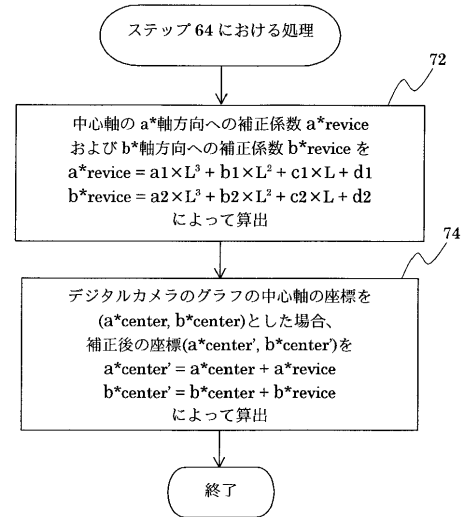 ステップ 64 における処理
72
中心軸の a*軸方向への補正係数 a*revice
および b*軸方向への補正係数 b*revice を
a*revice = a1×L³ + b1×L² + c1×L + d1
b*revice = a2×L³ + b2×L² + c2×L + d2
によって算出
74
デジタルカメラのグラフの中心軸の座標を
(a*center, b*center)とした場合、
補正後の座標(a*center’, b*center’)を
a*center’ = a*center + a*revice
b*center’ = b*center + b*revice
によって算出
終了